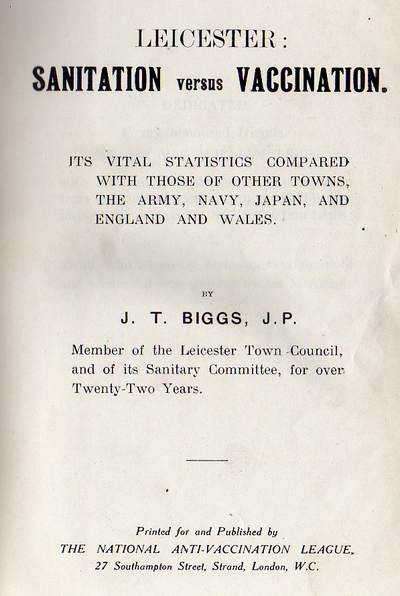 LEICESTER:
SANITATION versus VACCINATION.
ITS VITAL STATISTICS COMPARED
WITH THOSE OF OTHER TOWNS,
THE ARMY, NAVY, JAPAN, AND
ENGLAND AND WALES.
BY
J. T. BIGGS, J.P.
Member of the Leicester Town Council,
and of its Sanitary Committee, for over
Twenty-Two Years.
Printed for and Published by
THE NATIONAL ANTI-VACCINATION LEAGUE,
27 Southampton Street, Strand, London, W.C.